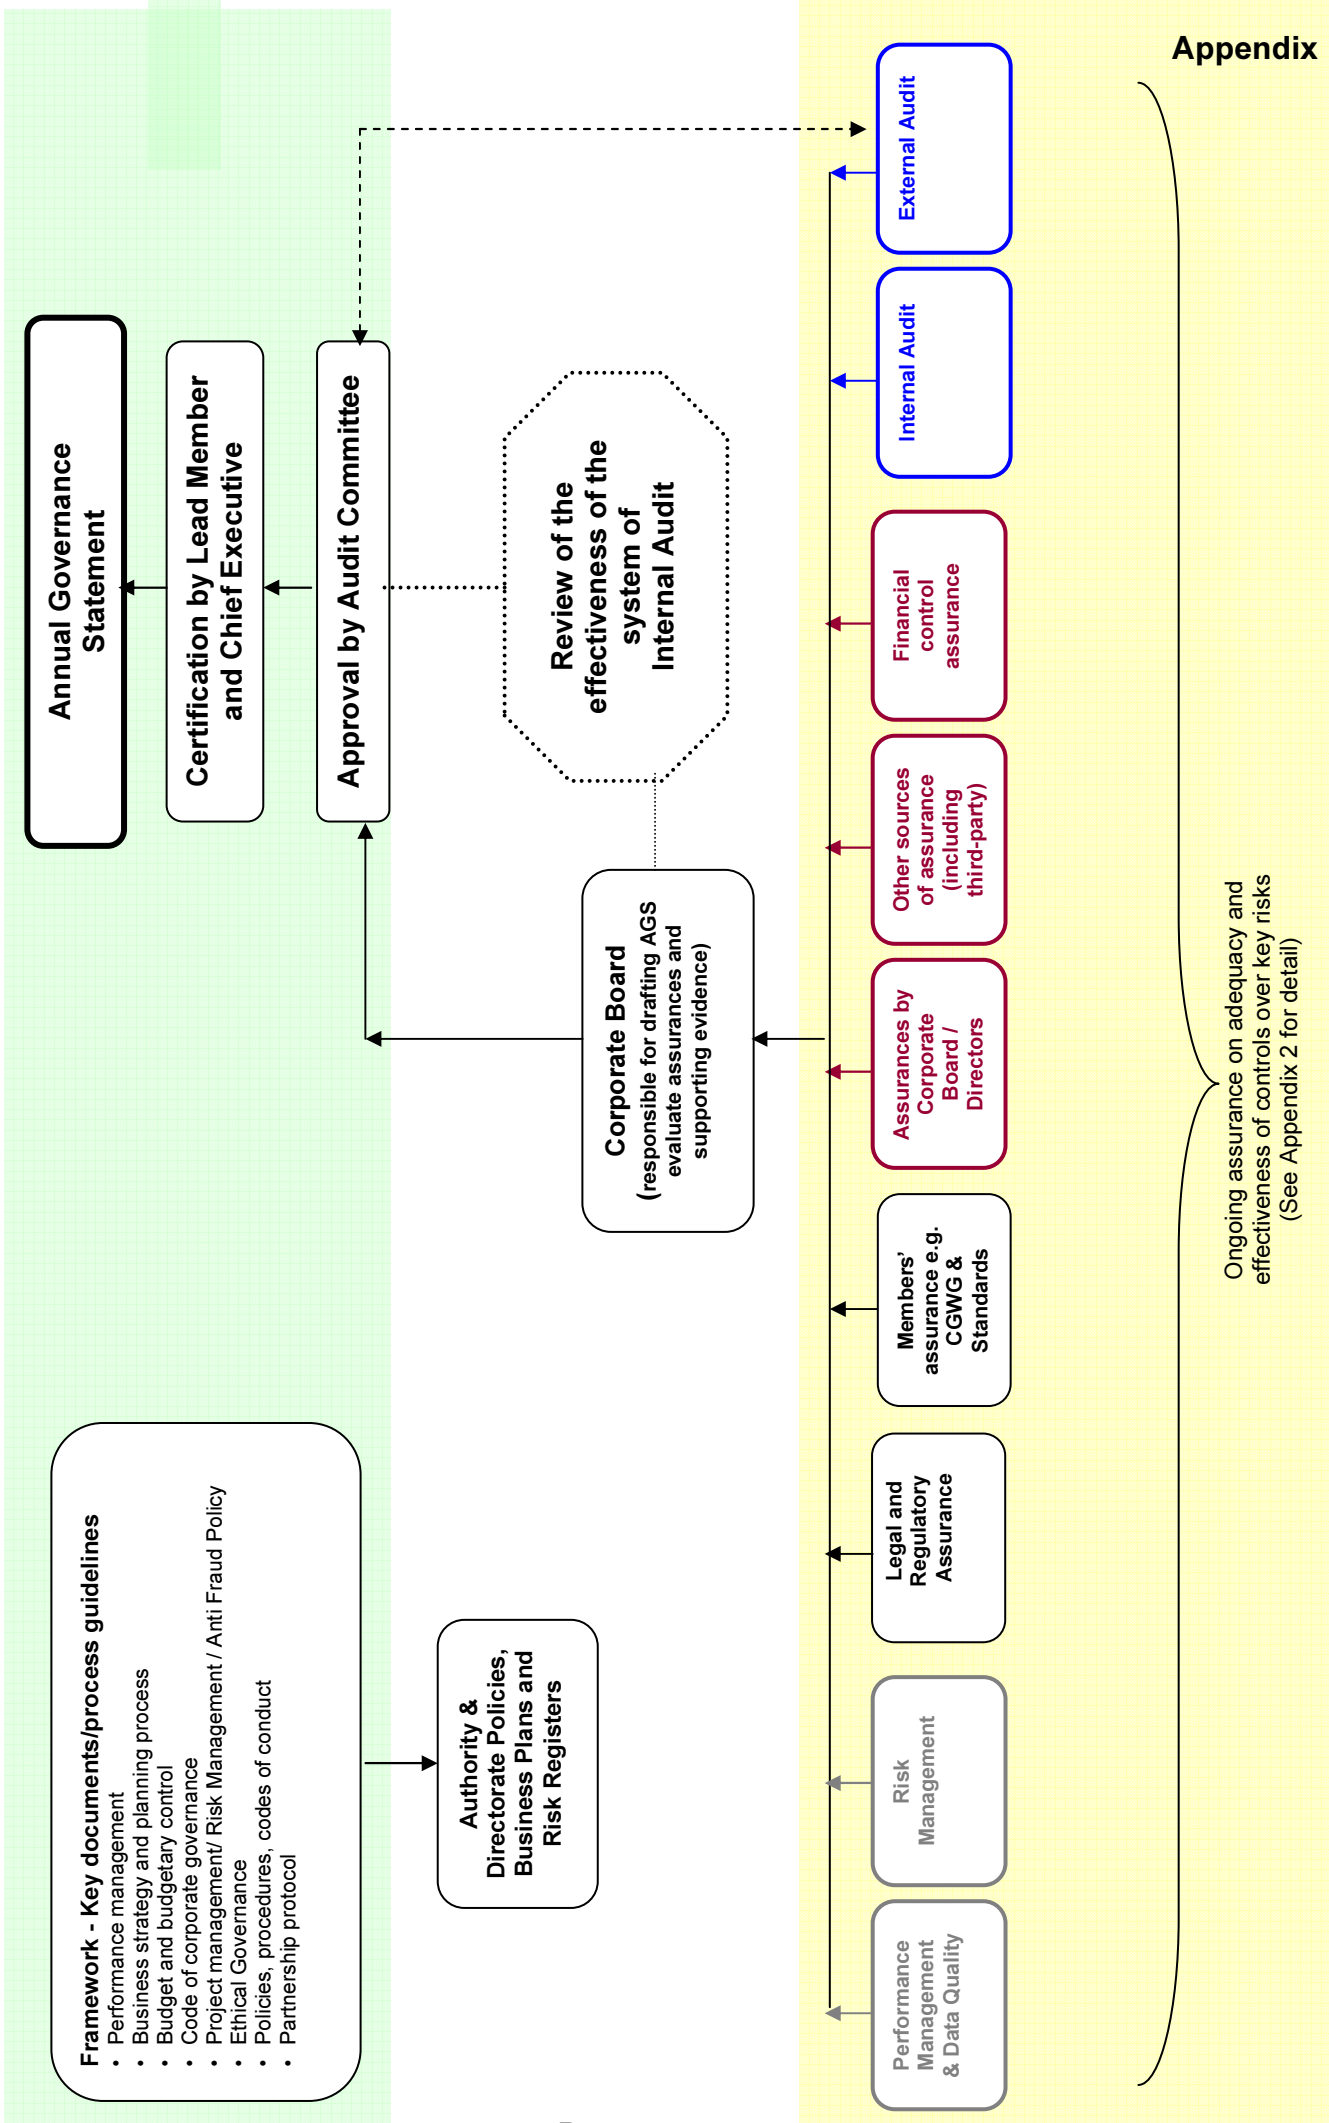 Appendix
Framework - Key documents/process guidelines
• Performance management
• Business strategy and planning process
• Budget and budgetary control
• Code of corporate governance
• Project management/ Risk Management / Anti Fraud Policy
• Ethical Governance
• Policies, procedures, codes of conduct
• Partnership protocol
Annual Governance
Statement
Certification by Lead Member
and Chief Executive
Approval by Audit Committee
Authority &
Directorate Policies,
Business Plans and
Risk Registers
Review of the
effectiveness of the
system of
Internal Audit
Corporate Board
(responsible for drafting AGS
evaluate assurances and
supporting evidence)
Performance
Management
& Data Quality
Risk
Management
Legal and
Regulatory
Assurance
Members’
assurance e.g.
CGWG &
Standards
Assurances by
Corporate
Board /
Directors
Other sources
of assurance
(including
third-party)
Financial
control
assurance
Internal Audit
External Audit
Ongoing assurance on adequacy and
effectiveness of controls over key risks
(See Appendix 2 for detail)